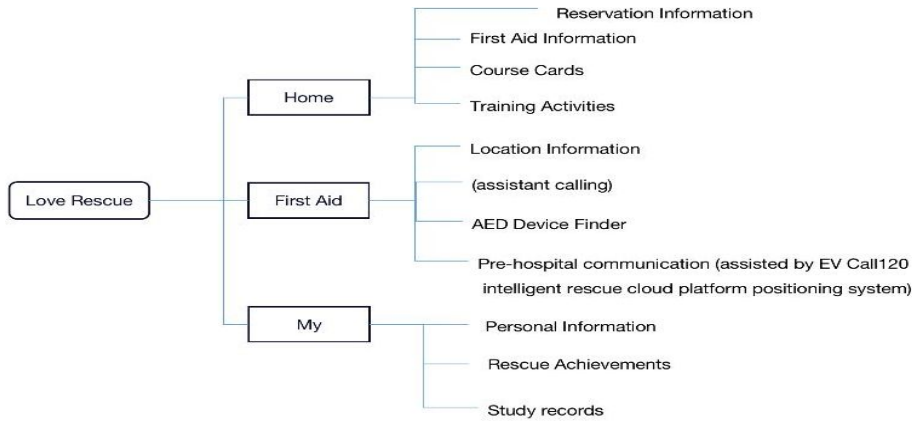 Reservation Information
First Aid Information
Course Cards
Training Activities
Home
Location Information
(assistant calling)
AED Device Finder
Pre-hospital communication (assisted by EV Call120
intelligent rescue cloud platform positioning system)
First Aid
Love Rescue
Personal Information
Rescue Achievements
Study records
My